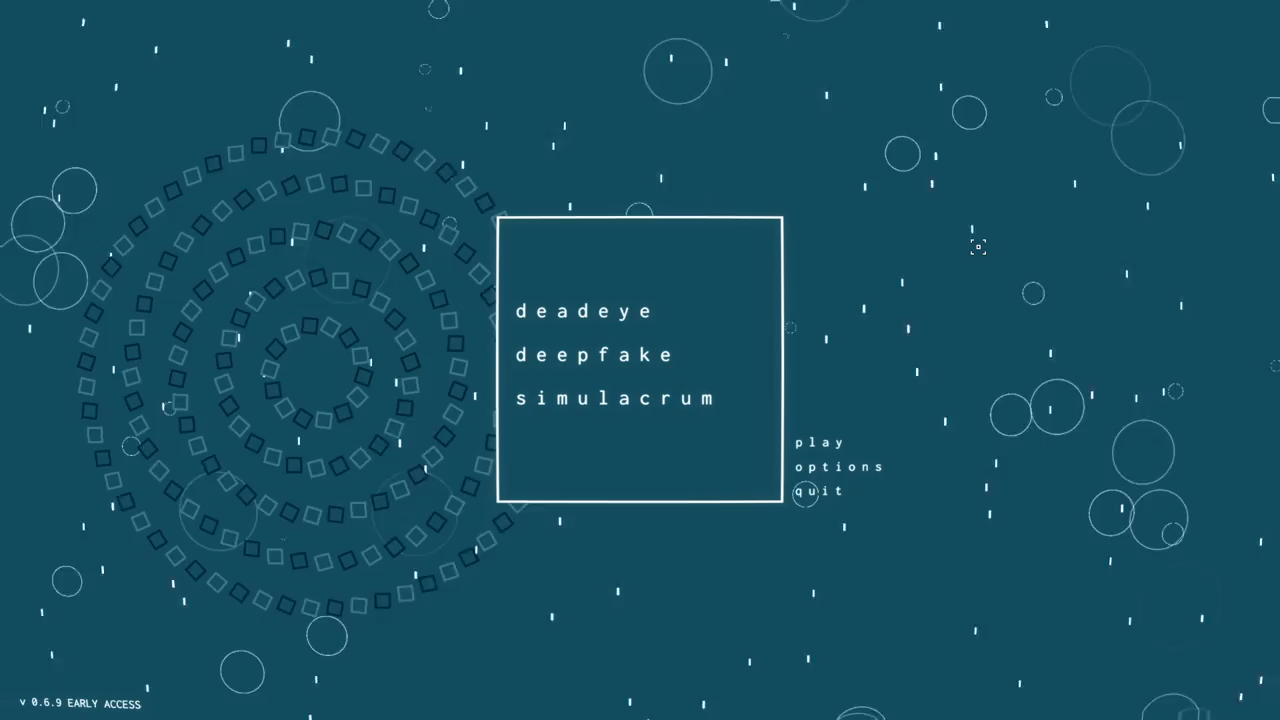 deadeye
deepfake
simulacrum
play
options
quit
v 0.6.9 EARLY ACCESS